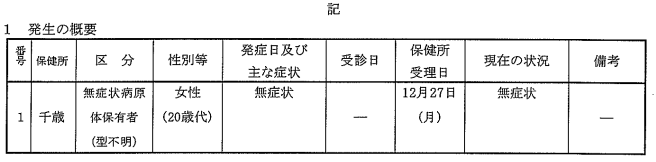 記
1 発生の概要
番号 保健所 区分 性別等 発症日及び主な症状 受診日 保健所受理日 現在の状況 備考
1 千歳 無症状病原体保有者(型不明) 女性(20歳代) 無症状 ― 12月27日(月) 無症状 ―